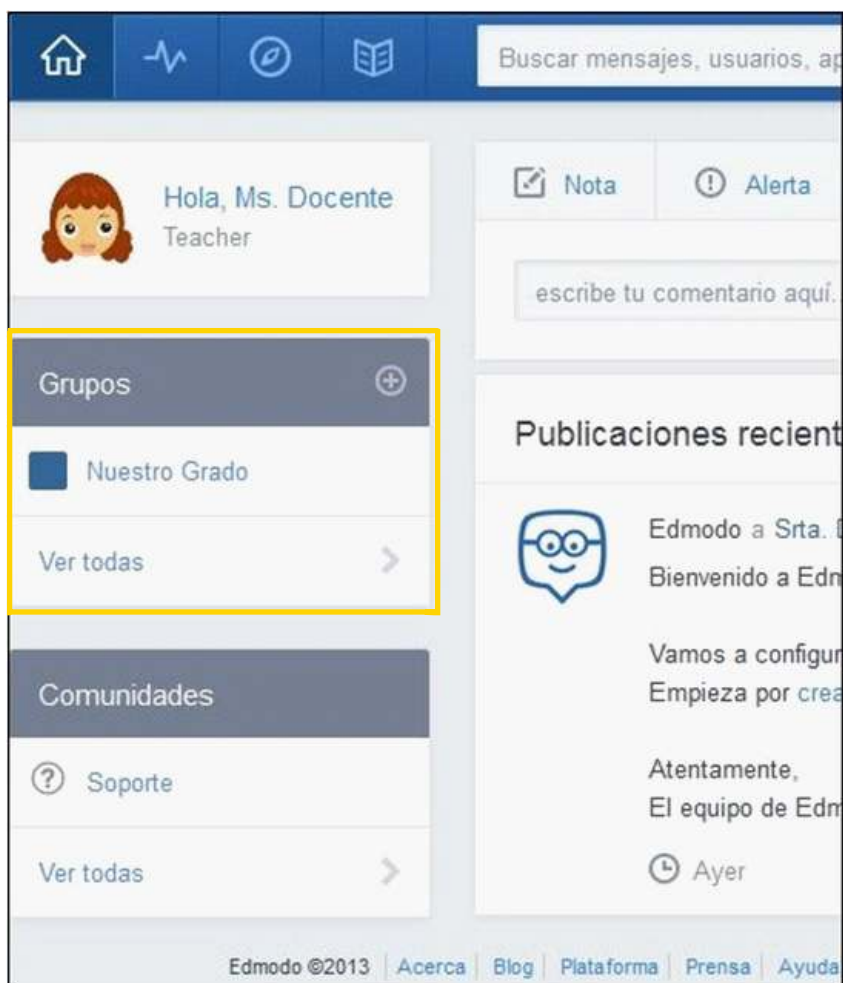 Buscar mensajes, usuarios, ap
Hola, Ms. Docente
Teacher
Nota
Alerta
escribe tu comentario aquí.
Grupos
Nuestro Grado
Ver todas
Comunidades
Soporte
Ver todas
Publicaciones recient
Edmodo a Srta.
Bienvenido a Edm
Vamos a configur
Empieza por crea
Atentamente,
El equipo de Edm
Ayer
Edmodo ©2013 Acerca Blog Plataforma Prensa Ayuda